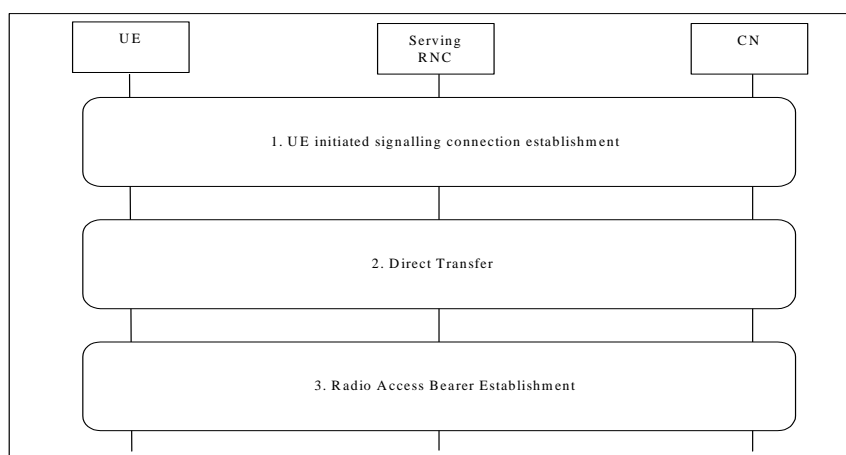 UE
Serving
RNC
CN
1. UE initiated signalling connection establishment
2. Direct Transfer
3. Radio Access Bearer Establishment